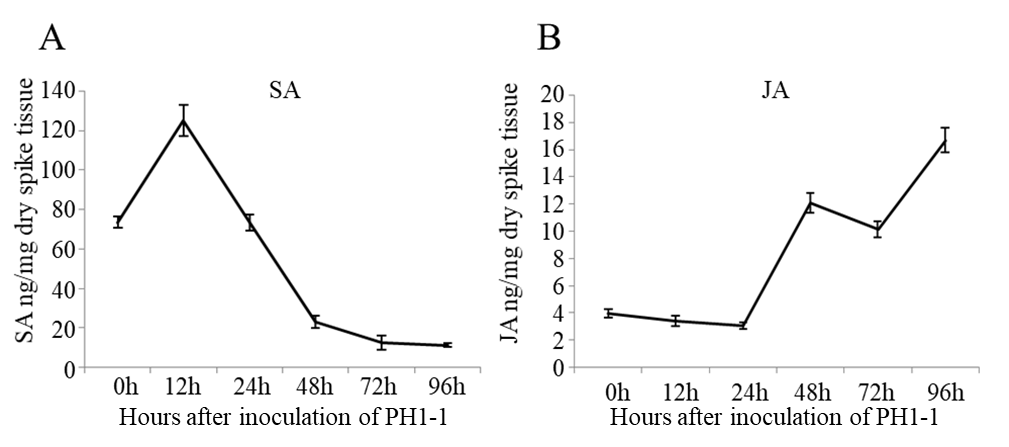 A
SA
SA ng/mg dry spike tissue
140
120
100
80
60
40
20
0
0h 12h 24h 48h 72h 96h
Hours after inoculation of PH1-1
B
JA
JA ng/mg dry spike tissue
20
18
16
14
12
10
8
6
4
2
0
0h 12h 24h 48h 72h 96h
Hours after inoculation of PH1-1